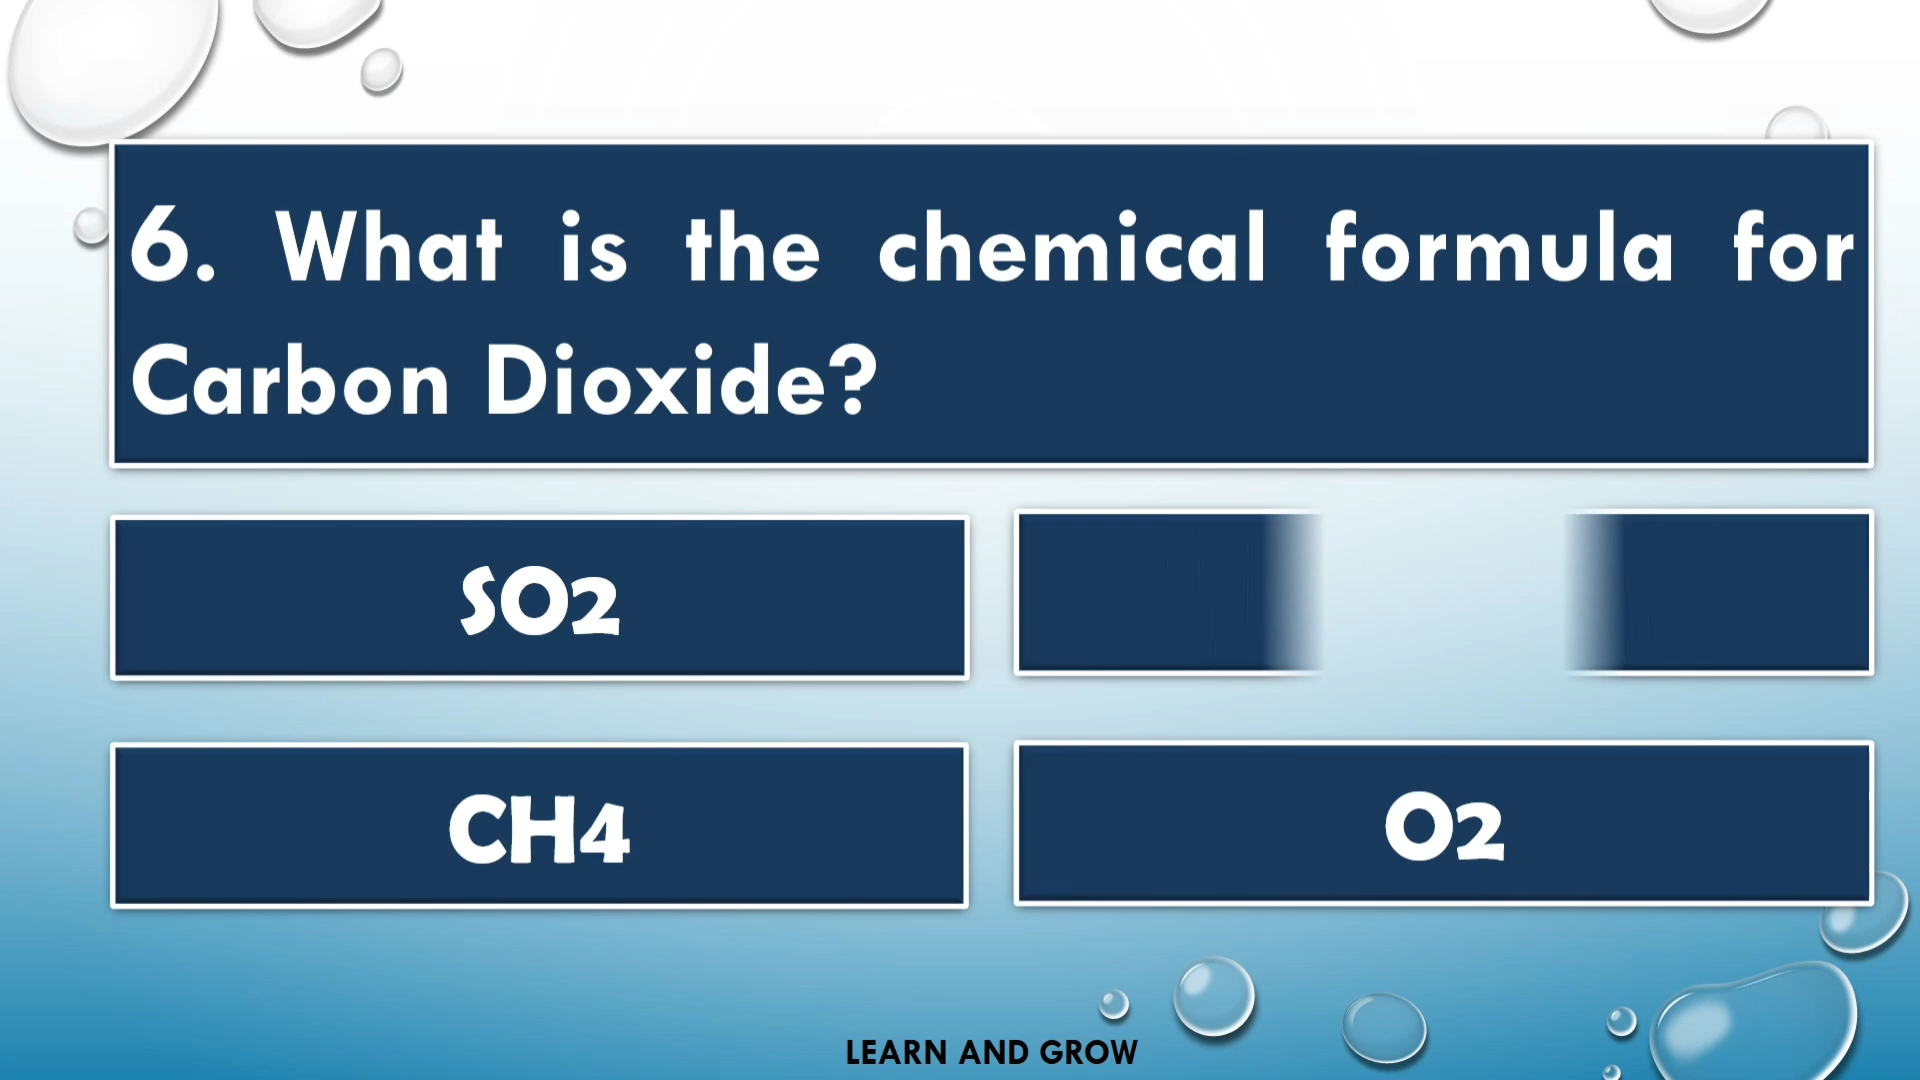 6. What is the chemical formula for
Carbon Dioxide?
SO2
CH4
O2
LEARN AND GROW